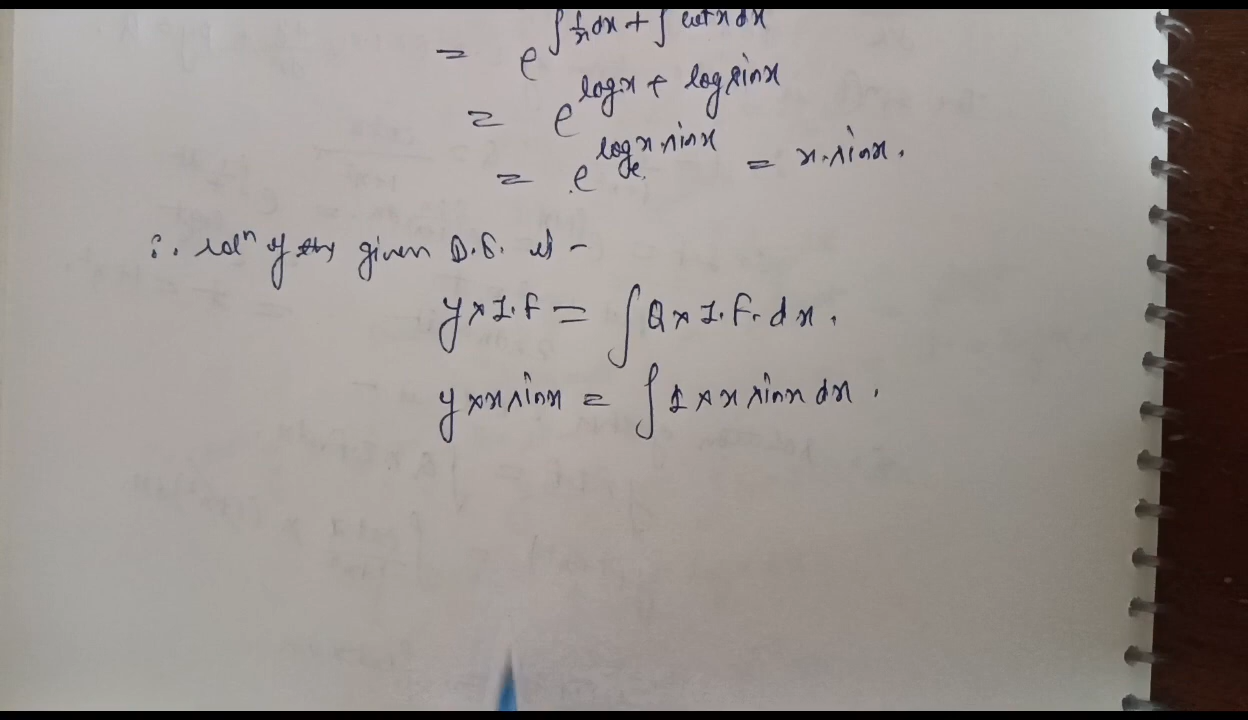 = e^{∫ 1/x dx + ∫ cot x dx}
= e^{log x + log sin x}
= e^{log_e x · sin x} = x · sin x .
∴ solⁿ of the given D.E. is -
y × I.F = ∫ Q × I.F. dx .
y × x sin x = ∫ 1 × x sin x dx .